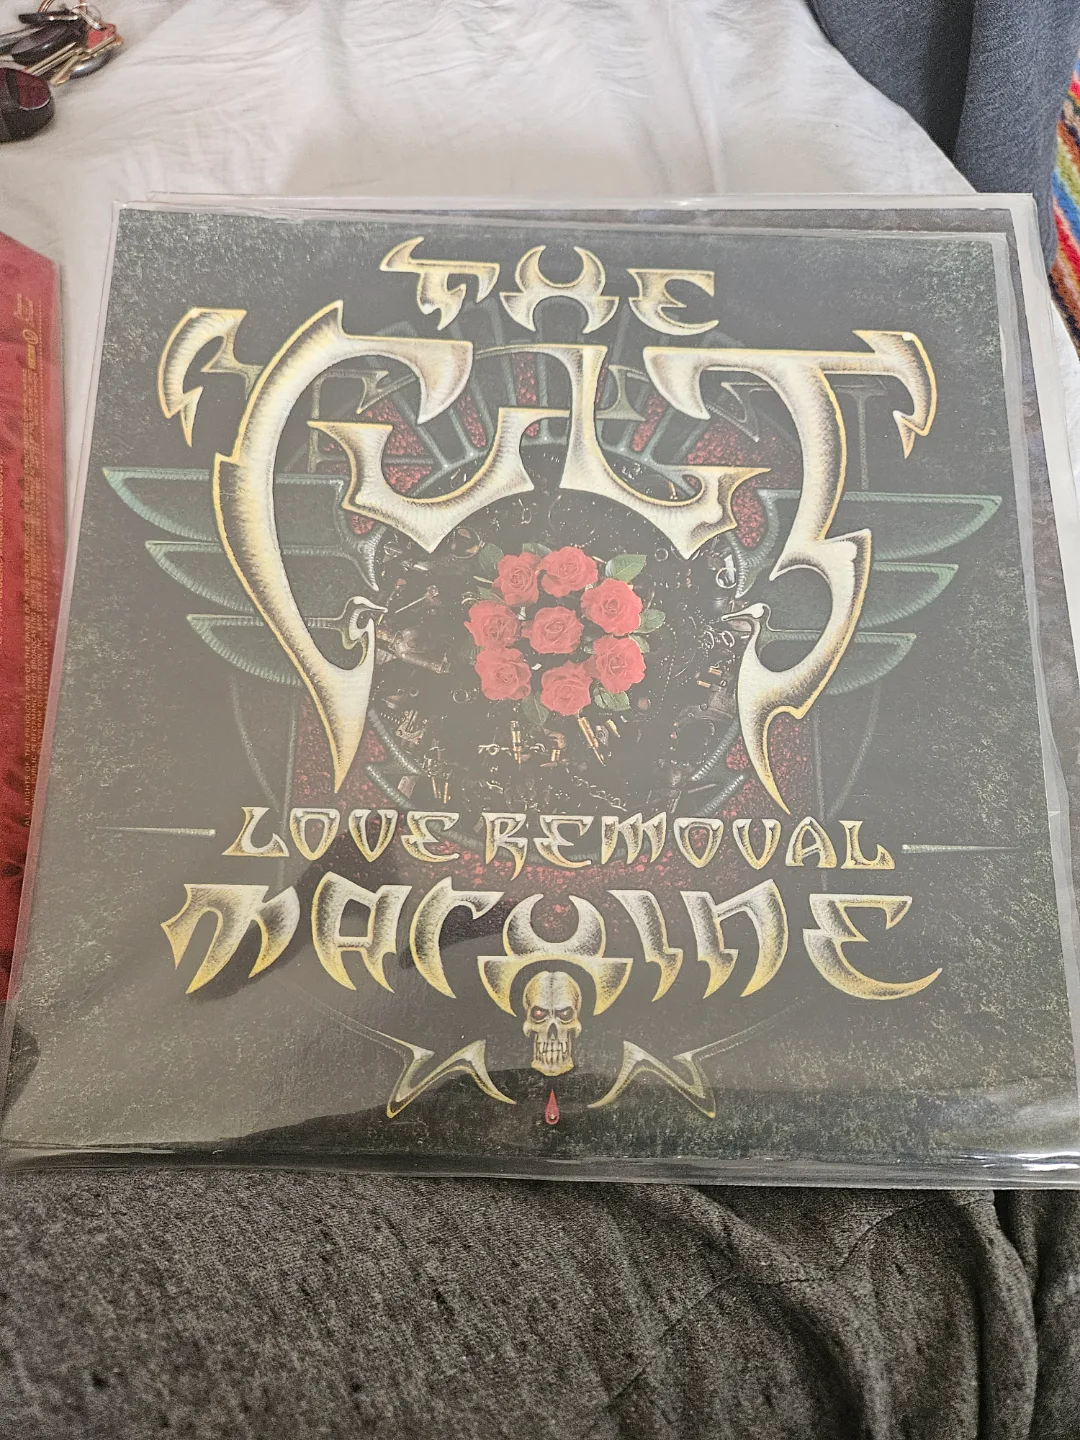 THE
CULT
LOVE REMOVAL
MACHINE